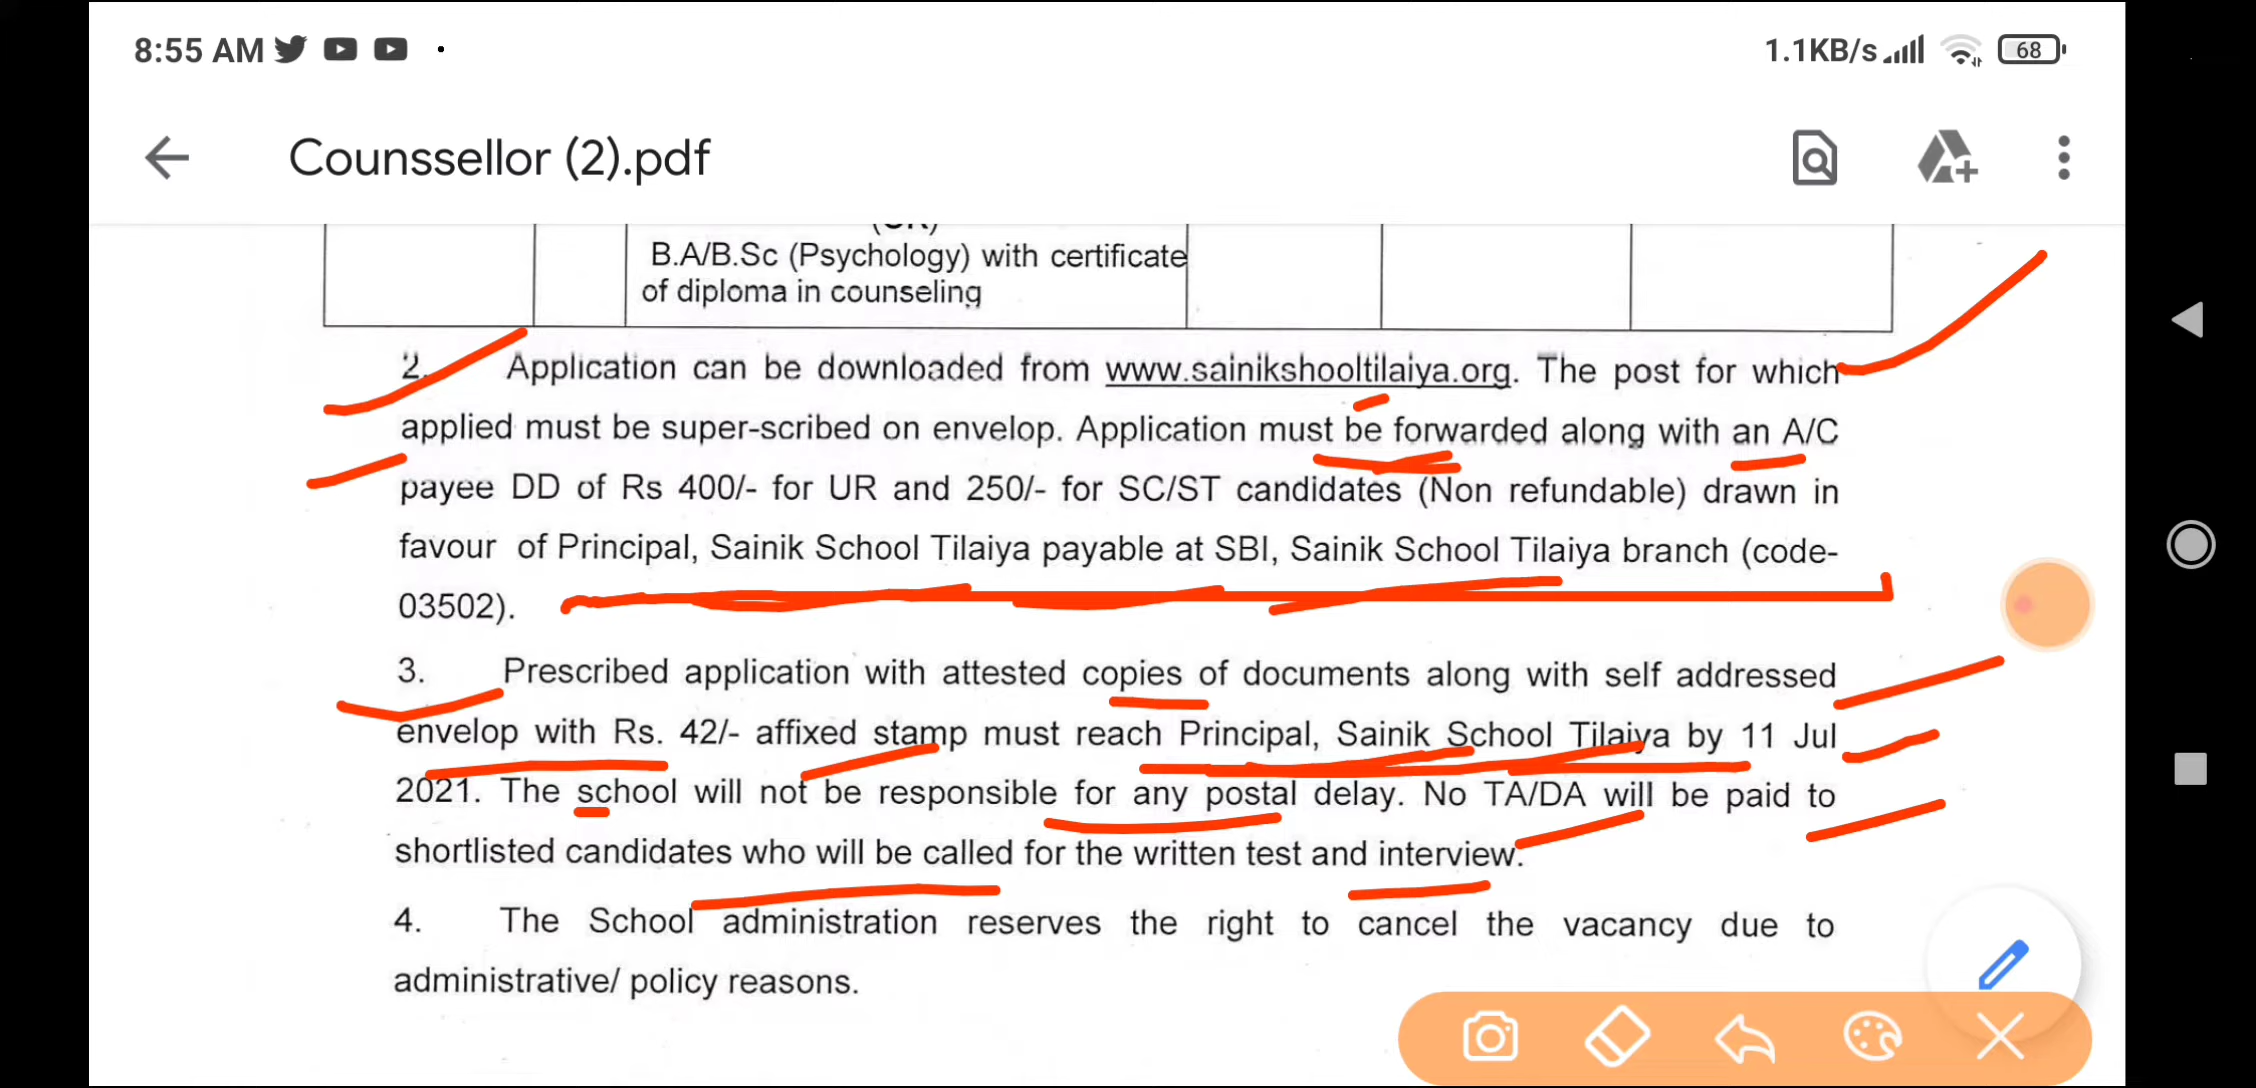 8:55 AM
1.1KB/s
68
Counssellor (2).pdf
B.A/B.Sc (Psychology) with certificate
of diploma in counseling
2. Application can be downloaded from www.sainikshooltilaiya.org. The post for which
applied must be super-scribed on envelop. Application must be forwarded along with an A/C
payee DD of Rs 400/- for UR and 250/- for SC/ST candidates (Non refundable) drawn in
favour of Principal, Sainik School Tilaiya payable at SBI, Sainik School Tilaiya branch (code-
03502).
3. Prescribed application with attested copies of documents along with self addressed
envelop with Rs. 42/- affixed stamp must reach Principal, Sainik School Tilaiya by 11 Jul
2021. The school will not be responsible for any postal delay. No TA/DA will be paid to
shortlisted candidates who will be called for the written test and interview.
4. The School administration reserves the right to cancel the vacancy due to
administrative/ policy reasons.